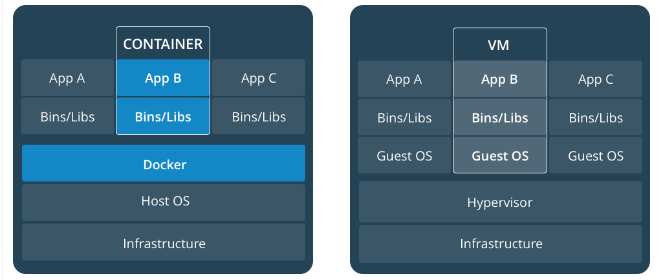 CONTAINER
App A App B App C
Bins/Libs Bins/Libs Bins/Libs
Docker
Host OS
Infrastructure
VM
App A App B App C
Bins/Libs Bins/Libs Bins/Libs
Guest OS Guest OS Guest OS
Hypervisor
Infrastructure